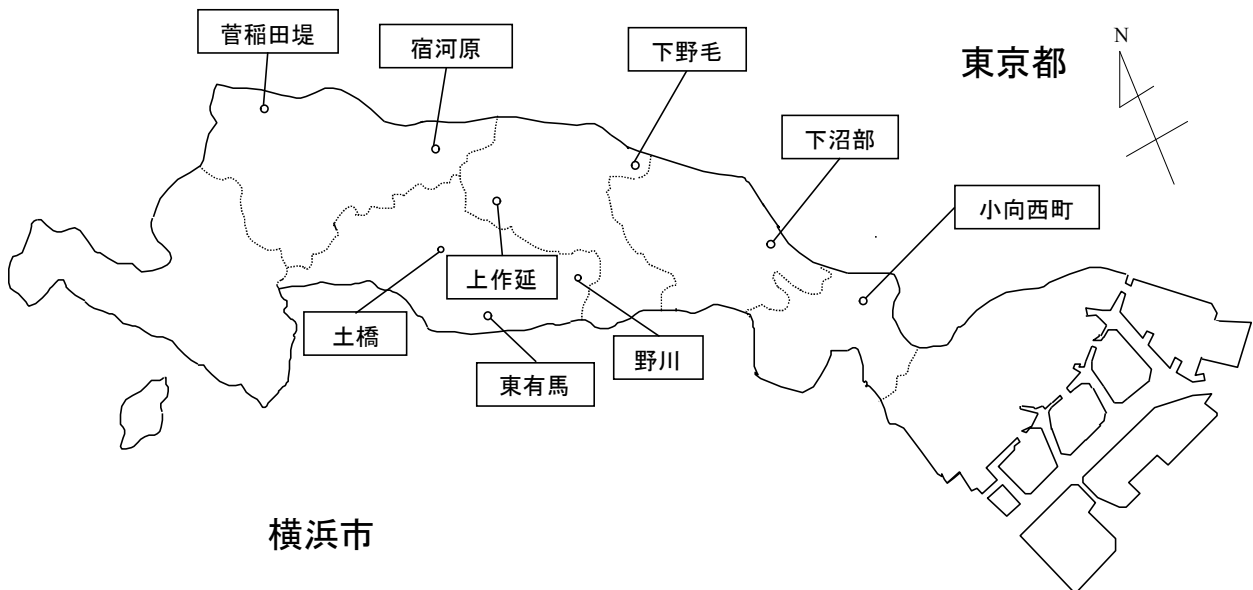 菅稲田堤
宿河原
下野毛
東京都
N
下沼部
小向西町
上作延
土橋
野川
東有馬
横浜市